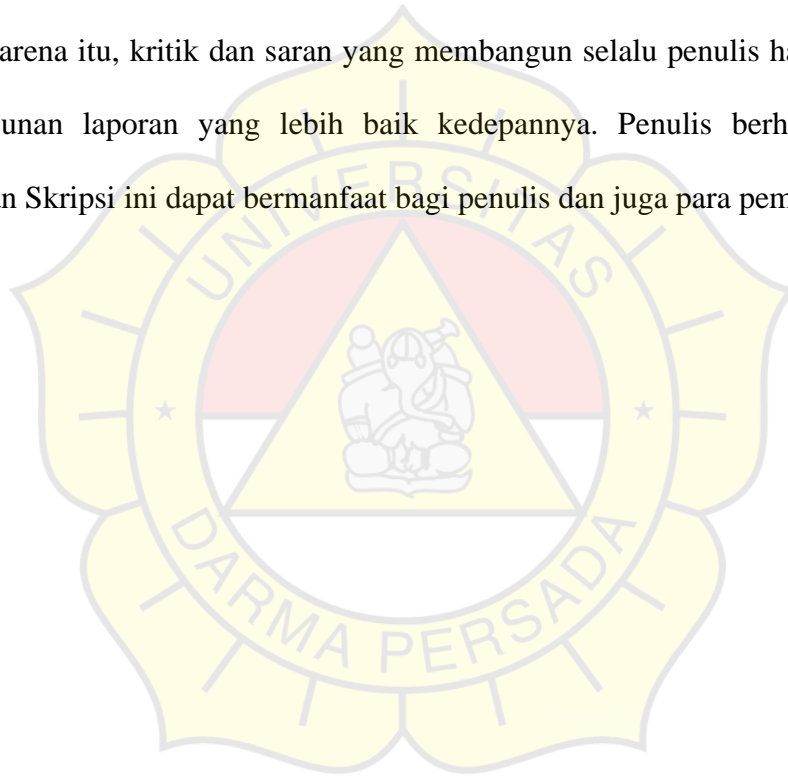 arena itu, kritik dan saran yang membangun selalu penulis ha
unan laporan yang lebih baik kedepannya. Penulis berh
n Skripsi ini dapat bermanfaat bagi penulis dan juga para pem
UNIVERSITAS
DARMA PERSADA